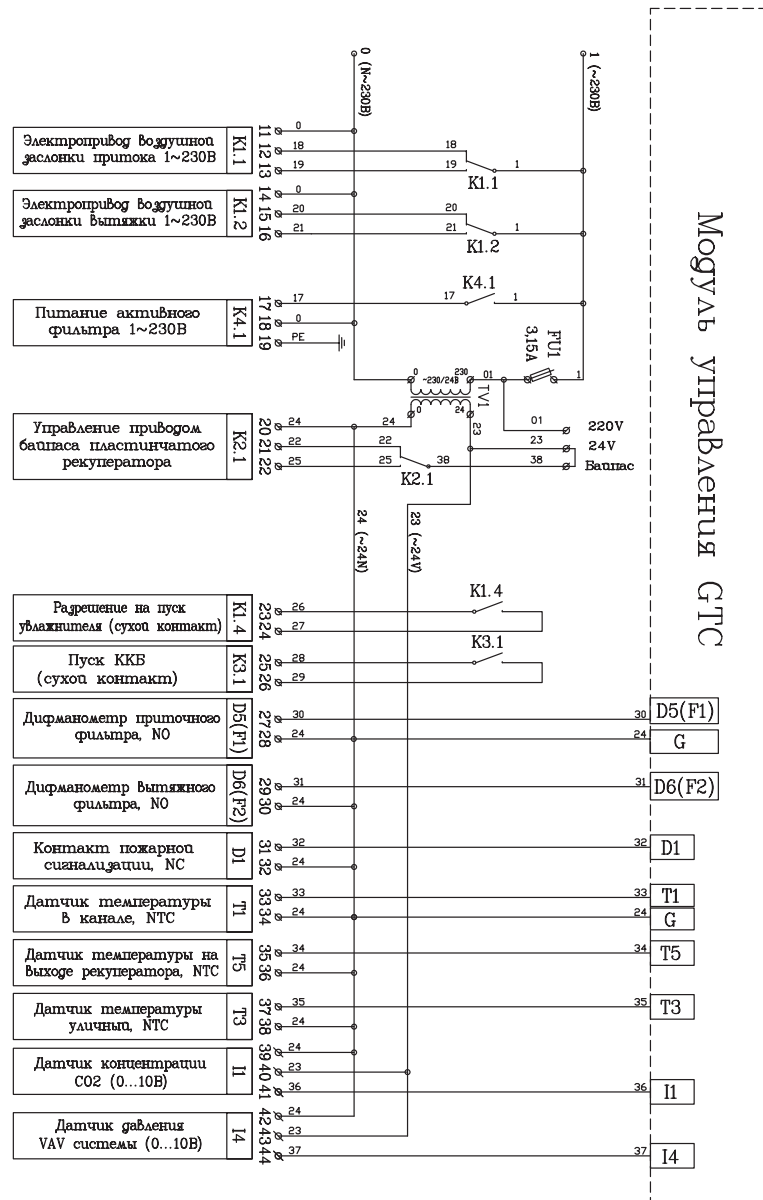 0 (N~230В)
1 (~230В)
Модуль управления GTC
Электропривод воздушной
заслонки притока 1~230В
K1.1
11 0
12 18 18
13 19 19 1
K1.1
Электропривод воздушной
заслонки вытяжки 1~230В
K1.2
14 0
15 20 20
16 21 21 1
K1.2
Питание активного
фильтра 1~230В
K4.1
K4.1
17 17 17 1
18 0
19 PE
FU1
3,15А
0 230 01 1
~230/24В
TV1
0 24
23
01 220V
23 24V
38 Байпас
Управление приводом
байпаса пластинчатого
рекуператора
K2.1
20 24 24
21 22 22
22 25 25 38
K2.1
24 (~24N)
23 (~24V)
Разрешение на пуск
увлажнителя (сухой контакт)
K1.4
K1.4
23 26
24 27
Пуск ККБ
(сухой контакт)
K3.1
K3.1
25 28
26 29
Дифманометр приточного
фильтра, NO
D5(F1)
27 30 30 D5(F1)
28 24 24 G
Дифманометр вытяжного
фильтра, NO
D6(F2)
29 31 31 D6(F2)
30 24
Контакт пожарной
сигнализации, NC
D1
31 32 32 D1
32 24
Датчик температуры
в канале, NTC
T1
33 33 33 T1
34 24 24 G
Датчик температуры на
выходе рекуператора, NTC
T5
35 34 34 T5
36 24
Датчик температуры
уличный, NTC
T3
37 35 35 T3
38 24
Датчик концентрации
CO2 (0...10В)
I1
39 24
40 23
41 36 36 I1
Датчик давления
VAV системы (0...10В)
I4
42 24
43 23
44 37 37 I4